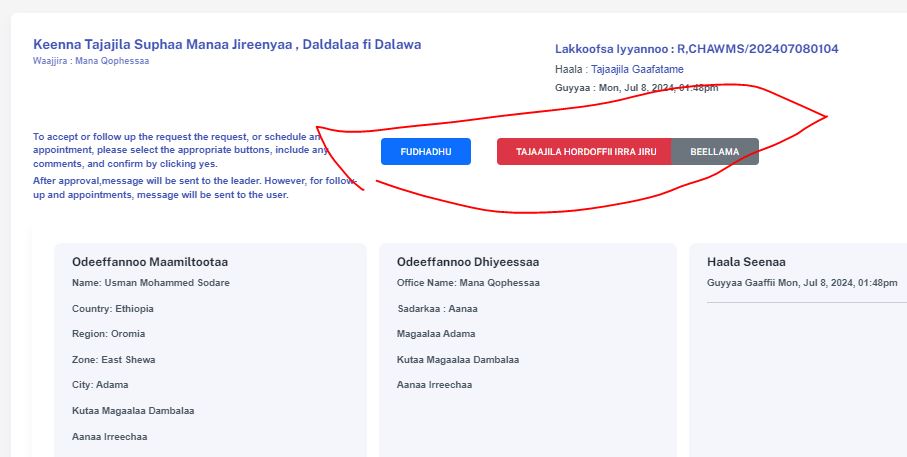 Keenna Tajajila Suphaa Manaa Jireenyaa , Daldalaa fi Dalawa
Waajjira : Mana Qophessaa
Lakkoofsa Iyyannoo : R,CHAWMS/202407080104
Haala : Tajaajila Gaafatame
Guyyaa : Mon, Jul 8, 2024, 01:48pm
To accept or follow up the request the request, or schedule an
appointment, please select the appropriate buttons, include any
comments, and confirm by clicking yes.
After approval,message will be sent to the leader. However, for follow-
up and appointments, message will be sent to the user.
FUDHADHU
TAJAAJILA HORDOFFII IRRA JIRU
BEELLAMA
Odeeffannoo Maamiltootaa
Name: Usman Mohammed Sodare
Country: Ethiopia
Region: Oromia
Zone: East Shewa
City: Adama
Kutaa Magaalaa Dambalaa
Aanaa Irreechaa
Odeeffannoo Dhiyeessaa
Office Name: Mana Qophessaa
Sadarkaa : Aanaa
Magaalaa Adama
Kutaa Magaalaa Dambalaa
Aanaa Irreechaa
Haala Seenaa
Guyyaa Gaaffii Mon, Jul 8, 2024, 01:48pm